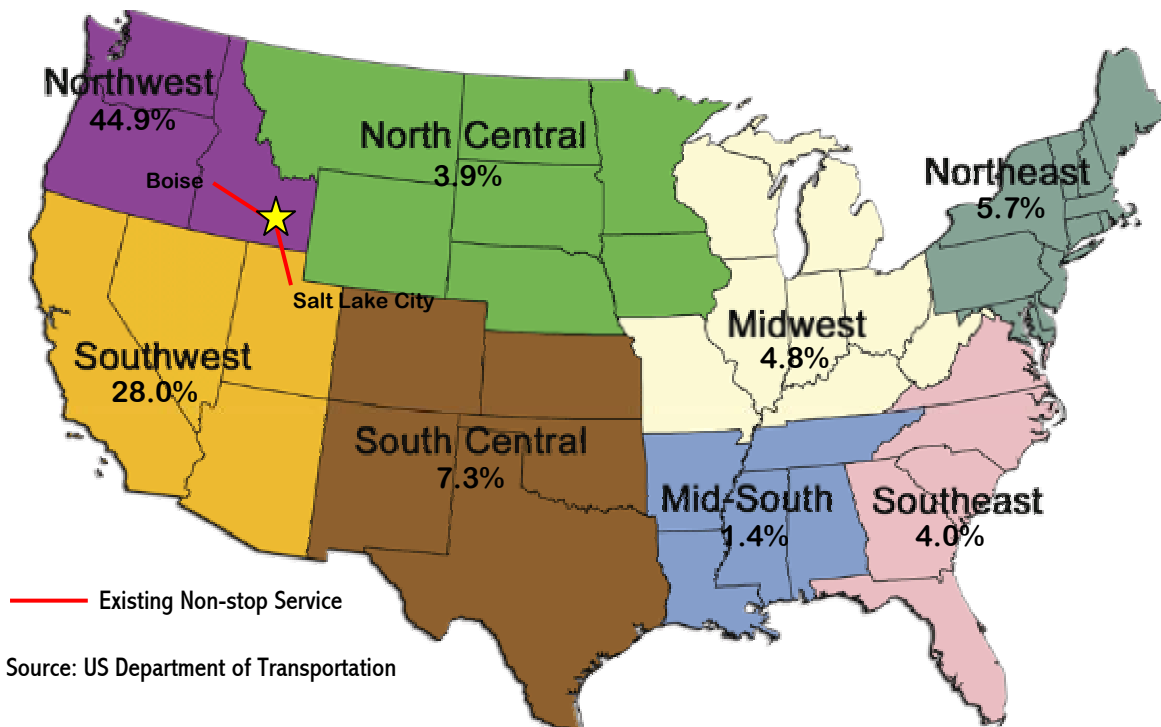 Northwest
44.9%
North Central
3.9%
Northeast
5.7%
Boise
Salt Lake City
Midwest
4.8%
Southwest
28.0%
South Central
7.3%
Mid-South
1.4%
Southeast
4.0%
Existing Non-stop Service
Source: US Department of Transportation